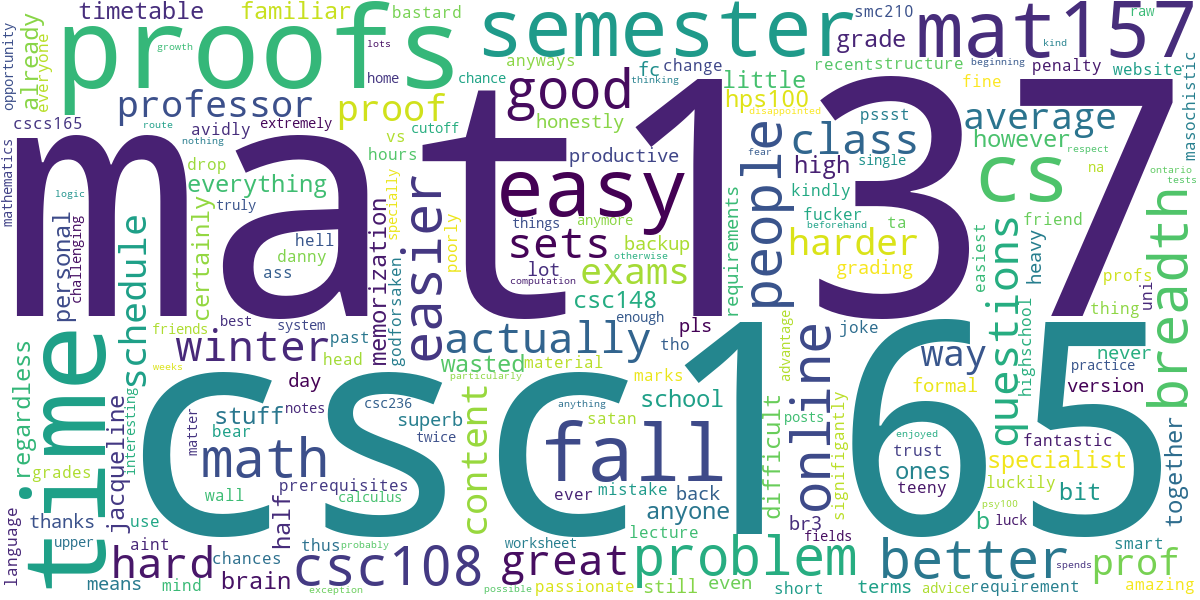 timetable
familiar
bastard
semester
smc210
raw
mat157
opportunity
already
everyone
proofs
growth
lots
home
chance
anyways
good
fc
change
little
grade
recent
structure
beginning
kind
penalty
website
fine
masochistic
professor
proof
cscs165
avidly
extremely
route
nothing
vs
cutoff
hours
honestly
hps100
disappointed
pssst
average
class
however
respect
mathematics
drop
everything
logic
truly
mat137
easy
productive
single
high
people
fear
kindly
cs
na
ontario
tests
breadth
personal
challenging
certainly
hell
danny
ass
memorization
specially
easier
poorly
things
anymore
sets
backup
otherwise
lot
exams
computation
requirements
fucker
ta
beforehand
harder
grading
questions
friend
easiest
heavy
uni
profs
thing
time
schedule
winter
friends
best
system
past
head
godforsaken
actually
csc148
enough
pls
tho
wasted
material
particularly
advantage
online
joke
way
formal
highschool
never
practice
version
regardless
interesting
weeks
jacqueline
day
stuff
notes
csc236
superb
bear
matter
twice
math
csc165
content
fall
anything
satan
marks
school
difficult
posts
signifigantly
enjoyed
trust
ones
teeny
fantastic
specialist
luckily
psy100
bit
together
grades
wall
prerequisites
calculus
half
ever
mistake
back
anyone
br3
fields
b
luck
language
upper
thanks
use
aint
thus
probably
worksheet
lecture
hard
chances
means
mind
brain
csc108
exception
great
possible
passionate
problem
still
even
short
terms
better
advice
requirement
spends
smart
prof
amazing